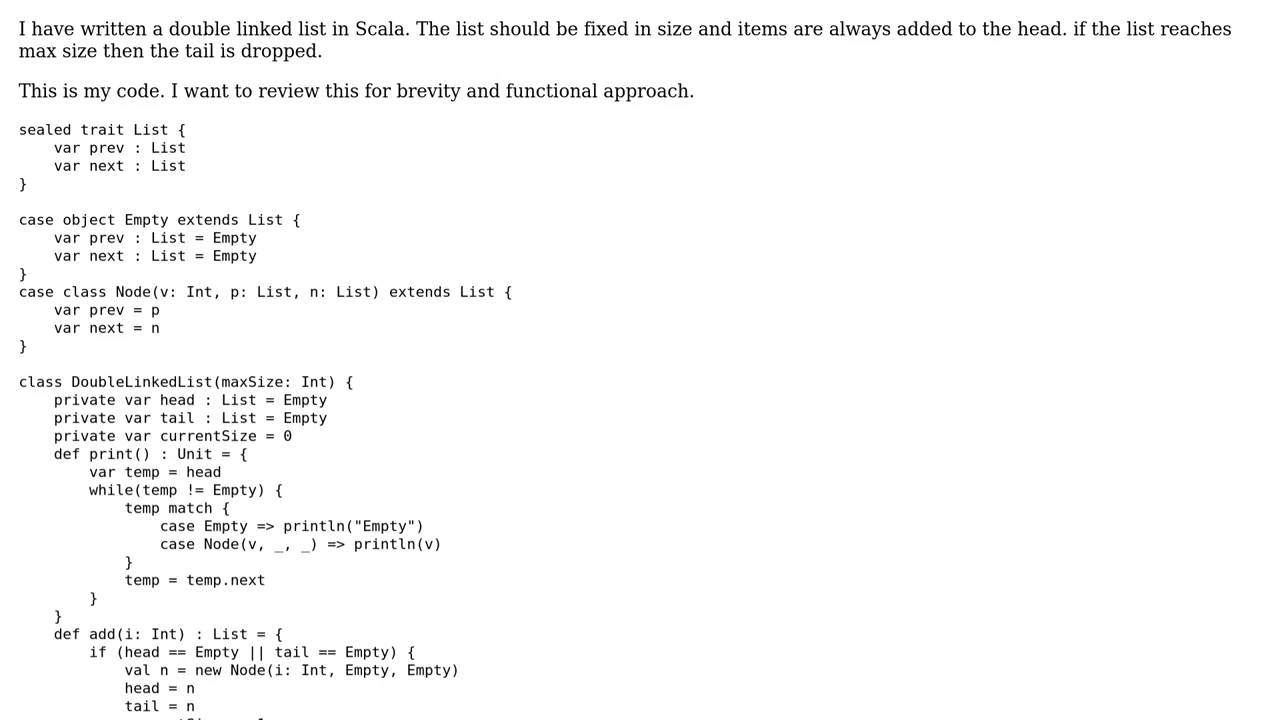 I have written a double linked list in Scala. The list should be fixed in size and items are always added to the head. if the list reaches
max size then the tail is dropped.
This is my code. I want to review this for brevity and functional approach.
sealed trait List {
    var prev : List
    var next : List
}
case object Empty extends List {
    var prev : List = Empty
    var next : List = Empty
}
case class Node(v: Int, p: List, n: List) extends List {
    var prev = p
    var next = n
}
class DoubleLinkedList(maxSize: Int) {
    private var head : List = Empty
    private var tail : List = Empty
    private var currentSize = 0
    def print() : Unit = {
        var temp = head
        while(temp != Empty) {
            temp match {
                case Empty => println("Empty")
                case Node(v, _, _) => println(v)
            }
            temp = temp.next
        }
    }
    def add(i: Int) : List = {
        if (head == Empty || tail == Empty) {
            val n = new Node(i: Int, Empty, Empty)
            head = n
            tail = n